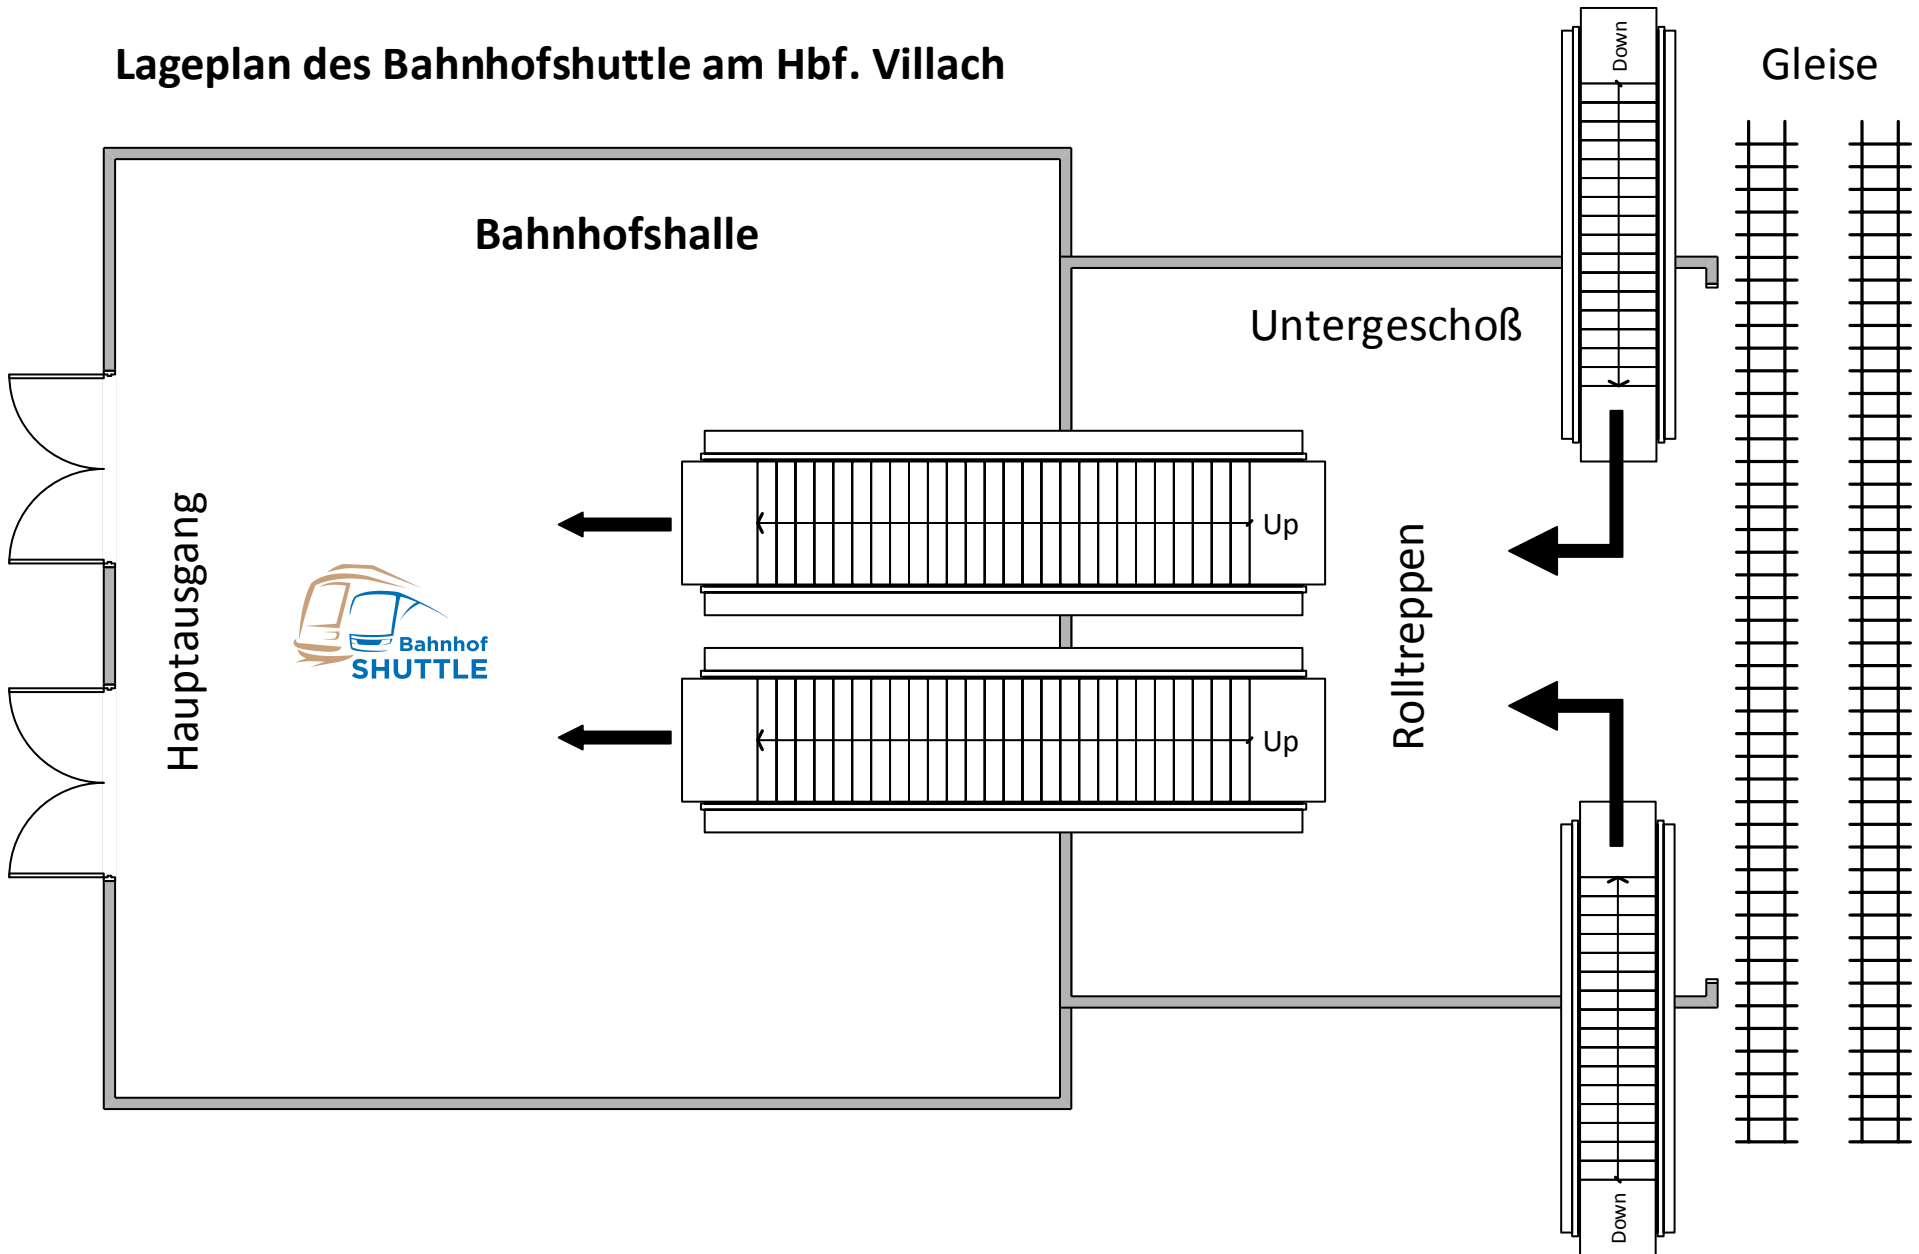 Lageplan des Bahnhofshuttle am Hbf. Villach
Down
Gleise
Bahnhofshalle
Untergeschoß
Hauptausgang
Bahnhof
SHUTTLE
Up
Up
Rolltreppen
Down